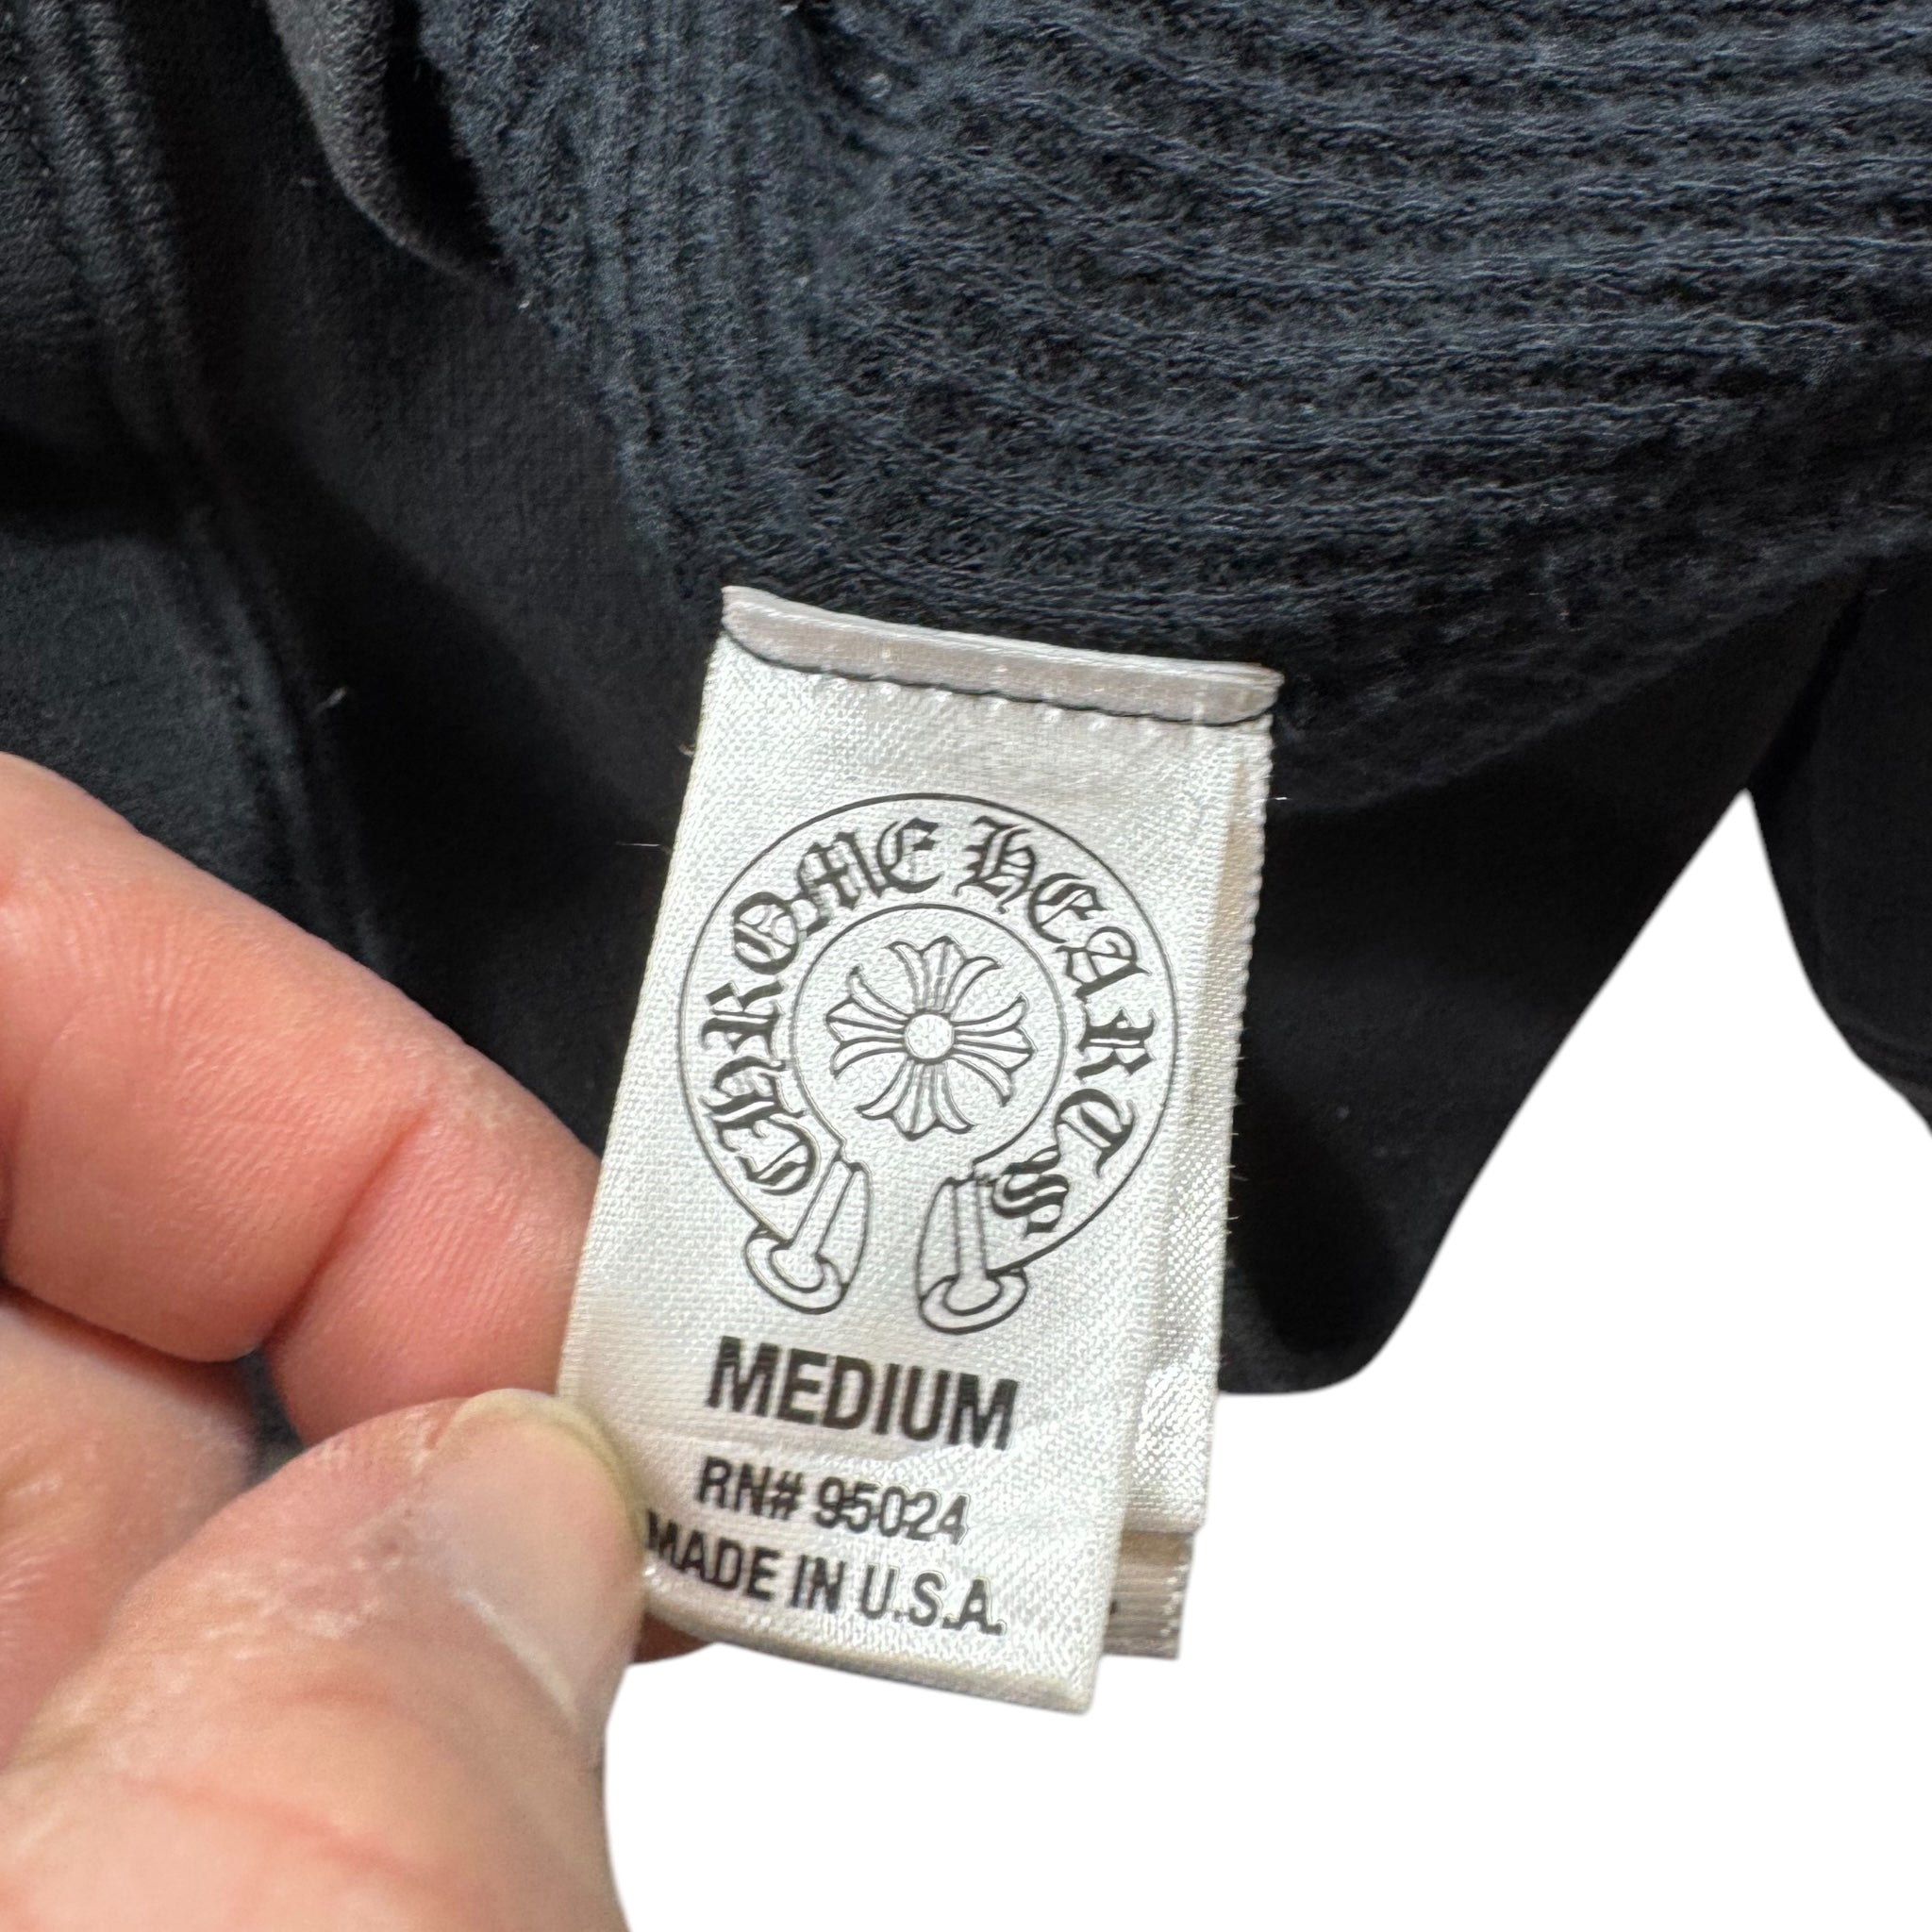 CHROME HEARTS
MEDIUM
RN# 95024
MADE IN U.S.A.